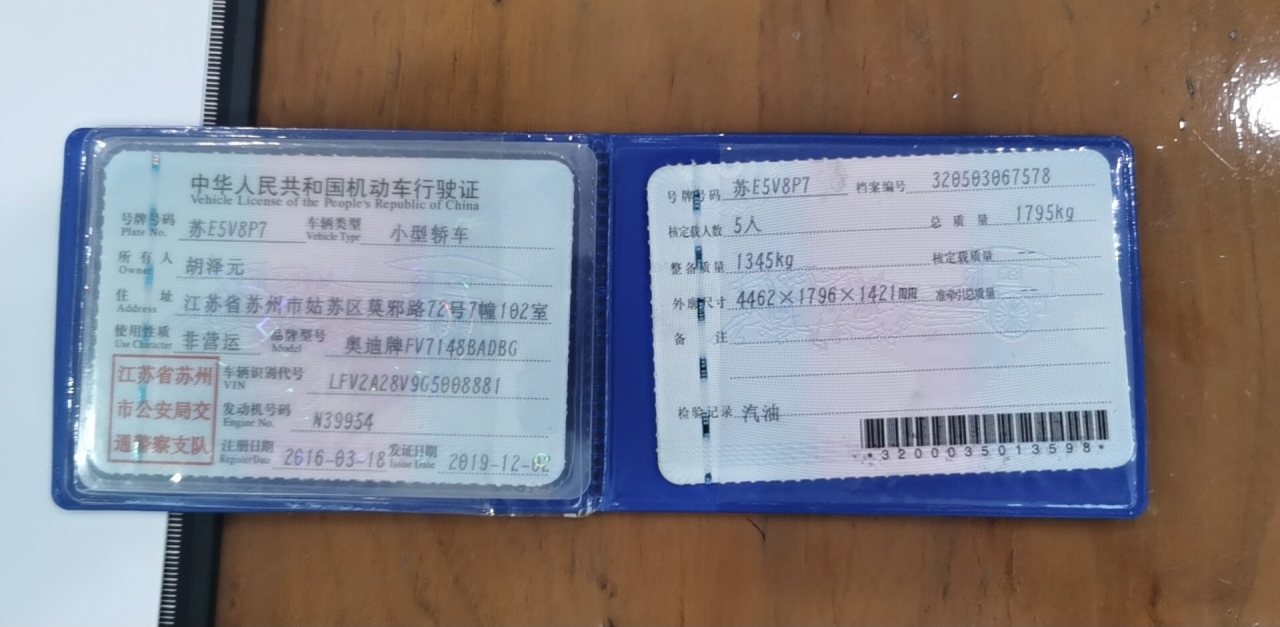 中华人民共和国机动车行驶证
Vehicle License of the People's Republic of China
号牌号码 苏E5V8P7 车辆类型 小型轿车
Plate No. Vehicle Type
所有人 胡泽元
Owner
住址 江苏省苏州市姑苏区莫邪路72号7幢102室
Address
使用性质 非营运 品牌型号 奥迪牌FV7148BADBG
Use Character Model
江苏省苏州
市公安局交
通警察支队
车辆识别代号 LFV2A28V9G5008881
VIN
发动机号码 N39954
Engine No.
注册日期 2016-03-18 发证日期 2019-12-02
Register Date Issue Date
号牌号码 苏E5V8P7 档案编号 320503067578
核定载人数 5人 总质量 1795kg
整备质量 1345kg 核定载质量 --
外廓尺寸 4462×1796×1421mm 准牵引总质量 --
备注
检验记录 汽油
*3200035013598*